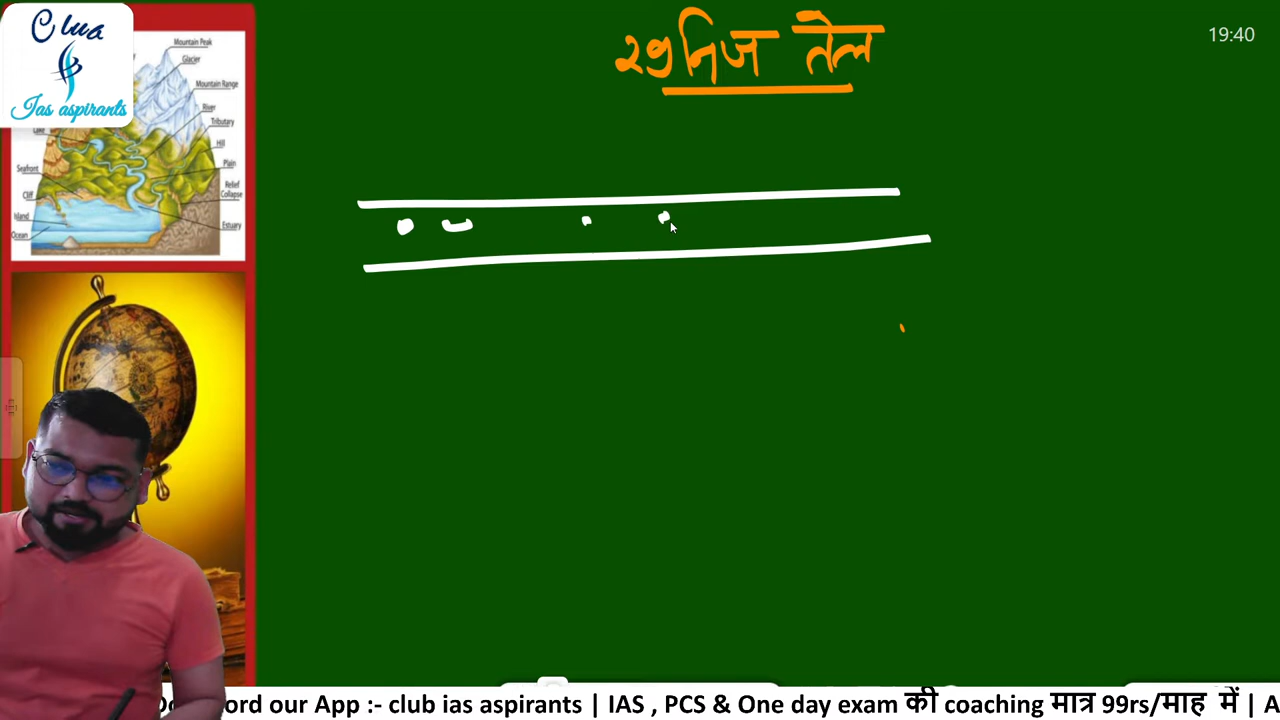 Clua
Ias aspirants
Mountain Peak
Glacier
Mountain Range
River
Tributary
Lake
Hill
Plain
Seafront
Relief
Collapse
Cliff
Island
Estuary
Ocean
खनिज तेल
19:40
ord our App :- club ias aspirants | IAS , PCS & One day exam की coaching मात्र 99rs/माह में | A